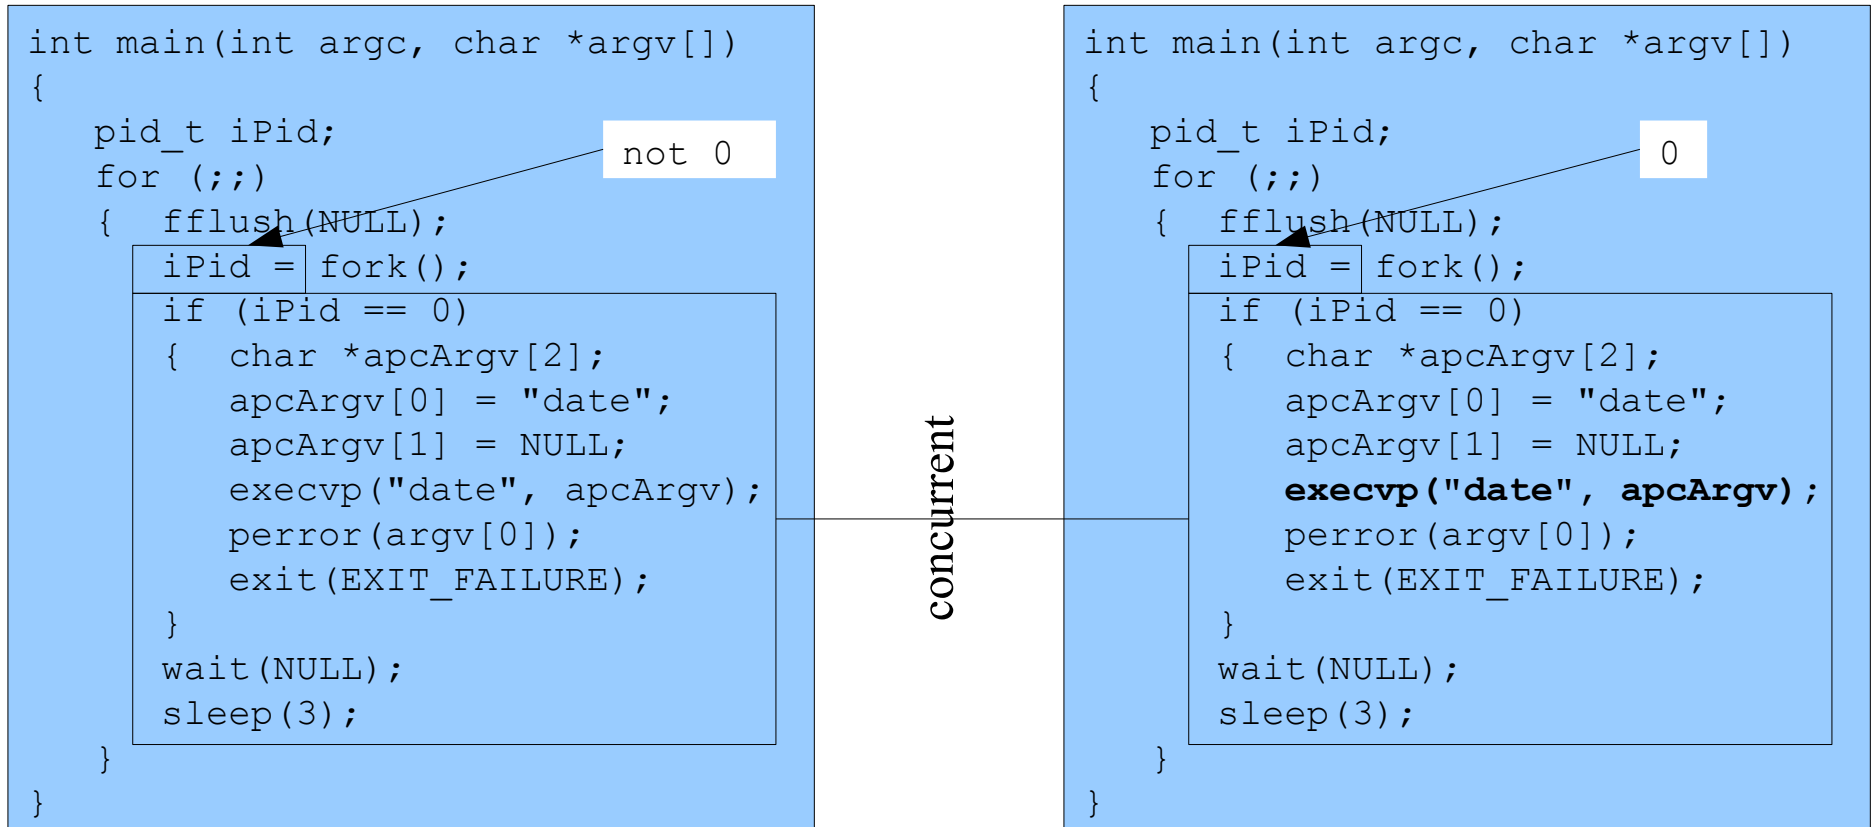 int main(int argc, char *argv[])
{
pid_t iPid;
not 0
for (;;)
{ fflush(NULL);
iPid = fork();
if (iPid == 0)
{ char *apcArgv[2];
apcArgv[0] = "date";
apcArgv[1] = NULL;
execvp("date", apcArgv);
perror(argv[0]);
exit(EXIT_FAILURE);
}
wait(NULL);
sleep(3);
}
}
concurrent
int main(int argc, char *argv[])
{
pid_t iPid;
0
for (;;)
{ fflush(NULL);
iPid = fork();
if (iPid == 0)
{ char *apcArgv[2];
apcArgv[0] = "date";
apcArgv[1] = NULL;
execvp("date", apcArgv);
perror(argv[0]);
exit(EXIT_FAILURE);
}
wait(NULL);
sleep(3);
}
}